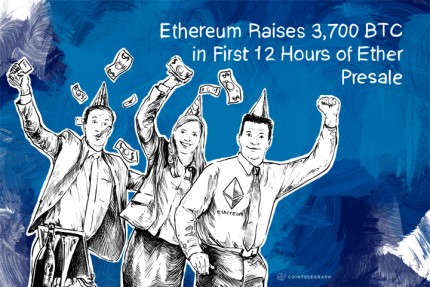 Ethereum Raises 3,700 BTC
in First 12 Hours of Ether
Presale
ethereum
COINTELEGRAPH